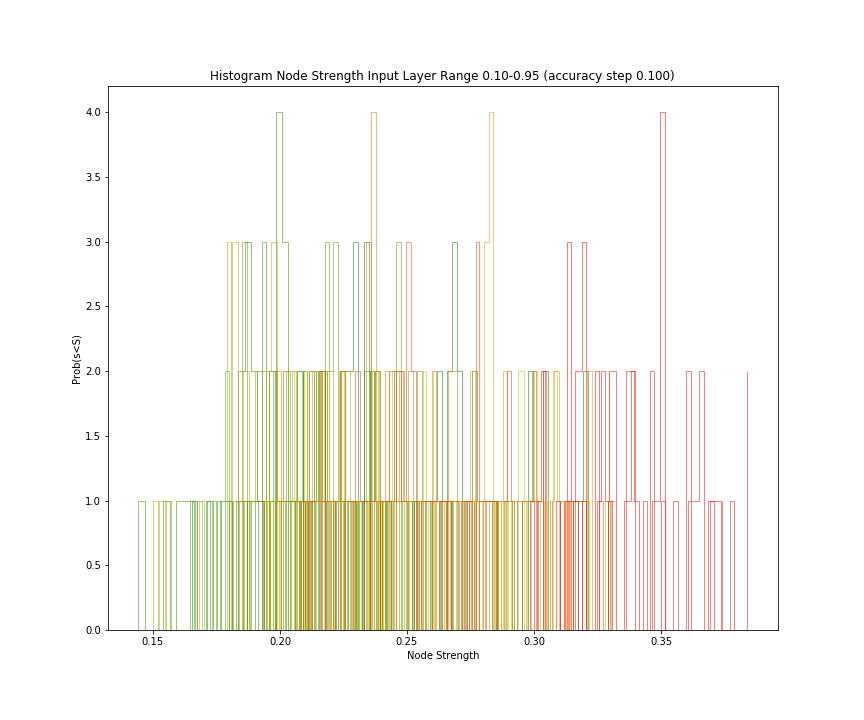 Histogram Node Strength Input Layer Range 0.10-0.95 (accuracy step 0.100)
Prob(s<S)
4.0
3.5
3.0
2.5
2.0
1.5
1.0
0.5
0.0
0.15 0.20 0.25 0.30 0.35
Node Strength